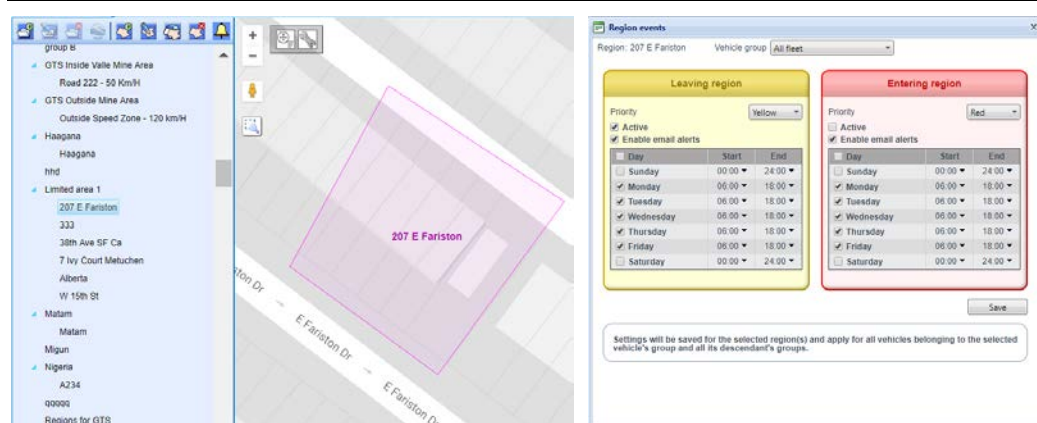 group B
GTS Inside Valle Mine Area
Road 222 - 50 Km/H
GTS Outside Mine Area
Outside Speed Zone - 120 km/H
Haagana
Haagana
hhd
Limited area 1
207 E Fariston
333
38th Ave SF Ca
7 Ivy Court Metuchen
Alberta
W 15th St
Matam
Matam
Migun
Nigeria
A234
qqqqq
Regions for GTS
+
−
207 E Fariston
iston Dr
E Fariston Dr
E Fariston D
Region events
Region: 207 E Fariston Vehicle group All fleet
Leaving region
Priority Yellow
Active
Enable email alerts
Day Start End
Sunday 00:00 24:00
Monday 06:00 18:00
Tuesday 06:00 18:00
Wednesday 06:00 18:00
Thursday 06:00 18:00
Friday 06:00 18:00
Saturday 00:00 24:00
Entering region
Priority Red
Active
Enable email alerts
Day Start End
Sunday 00:00 24:00
Monday 06:00 18:00
Tuesday 06:00 18:00
Wednesday 06:00 18:00
Thursday 06:00 18:00
Friday 06:00 18:00
Saturday 00:00 24:00
Save
Settings will be saved for the selected region(s) and apply for all vehicles belonging to the selected
vehicle's group and all its descendant's groups.